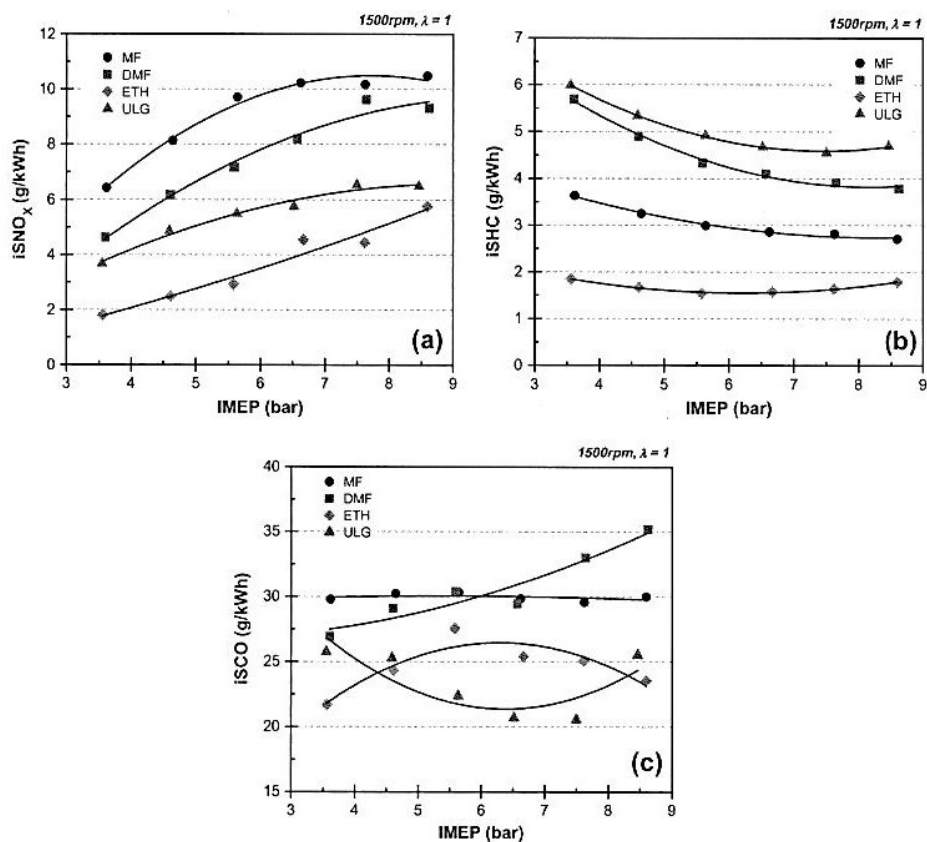 1500rpm, λ = 1
MF
DMF
ETH
ULG
iSNOX (g/kWh)
12
10
8
6
4
2
0
3 4 5 6 7 8 9
IMEP (bar)
(a)
1500rpm, λ = 1
MF
DMF
ETH
ULG
iSHC (g/kWh)
7
6
5
4
3
2
1
0
3 4 5 6 7 8 9
IMEP (bar)
(b)
1500rpm, λ = 1
MF
DMF
ETH
ULG
iSCO (g/kWh)
40
35
30
25
20
15
3 4 5 6 7 8 9
IMEP (bar)
(c)